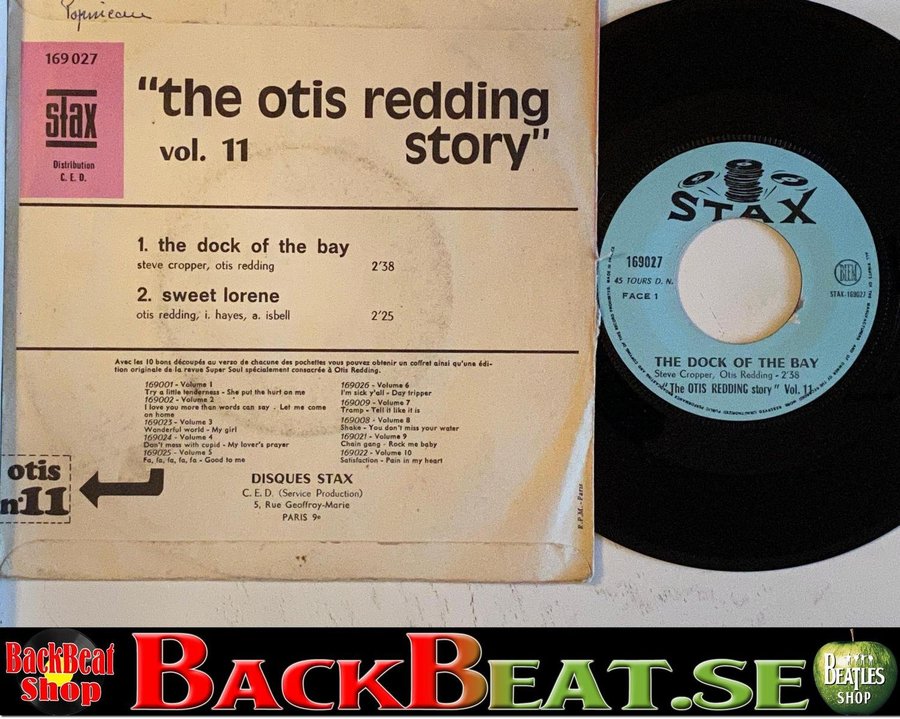 Popineau
169 027
stax
Distribution
C. E. D.
"the otis redding
story"
vol. 11
1. the dock of the bay
steve cropper, otis redding 2'38
2. sweet lorene
otis redding, i. hayes, a. isbell 2'25
Avec les 10 bons découpés au verso de chacune des pochettes vous pouvez obtenir un coffret ainsi qu'une édi-
tion originale de la revue Super Soul spécialement consacrée à Otis Redding.
169001 - Volume 1
Try a little tenderness - She put the hurt on me
169002 - Volume 2
I love you more than words can say . Let me come
on home
169023 - Volume 3
Wonderful world - My girl
169024 - Volume 4
Don't mess with cupid - My lover's prayer
169025 - Volume 5
Fa, fa, fa, fa, fa - Good to me
169026 - Volume 6
I'm sick y'all - Day tripper
169009 - Volume 7
Tramp - Tell it like it is
169008 - Volume 8
Shake - You don't miss your water
169021 - Volume 9
Chain gang - Rock me baby
169022 - Volume 10
Satisfaction - Pain in my heart
otis
n°11
DISQUES STAX
C. E. D. (Service Production)
5, Rue Geoffroy-Marie
PARIS 9e
R.P.M. - Paris
STAX
169027
45 TOURS D. N.
FACE 1
BIEM
STAX-169027
THE DOCK OF THE BAY
Steve Cropper, Otis Redding - 2'38
"The OTIS REDDING story" Vol. 11
BackBeat
Shop
BACKBEAT.SE
BEATLES
SHOP